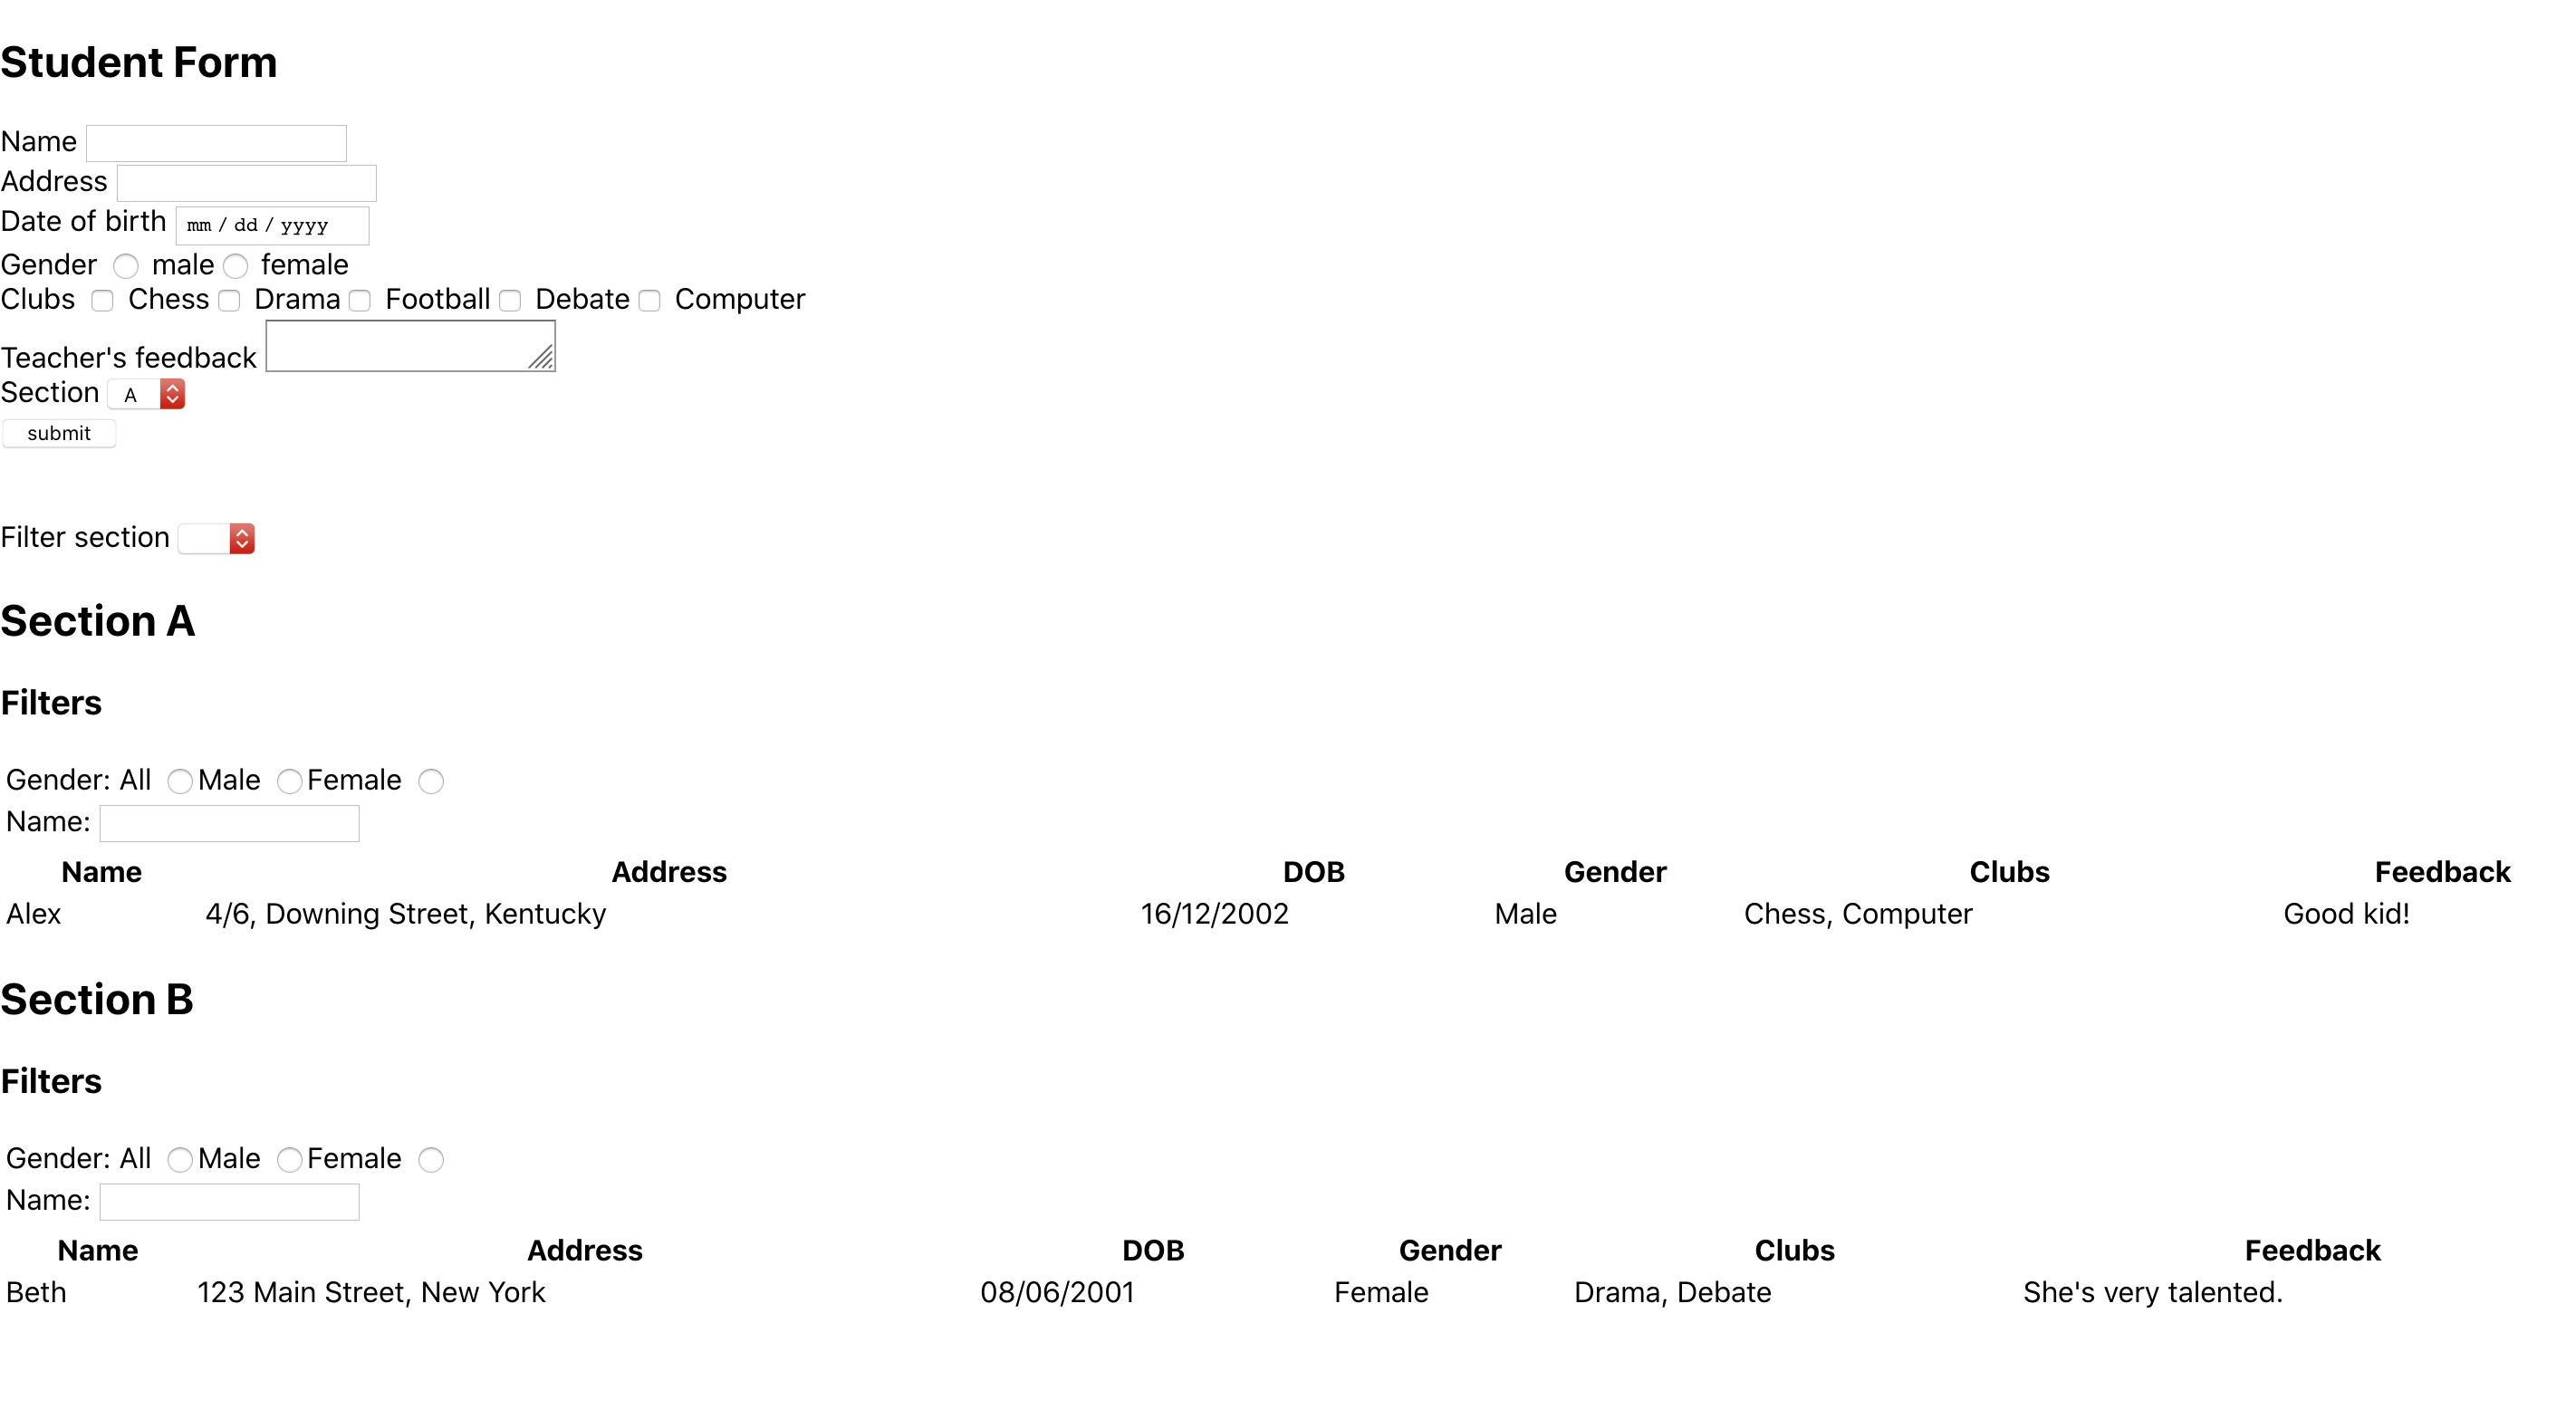 Student Form
Name
Address
Date of birth mm / dd / yyyy
Gender male female
Clubs Chess Drama Football Debate Computer
Teacher's feedback
Section A
submit
Filter section
Section A
Filters
Gender: All Male Female
Name:
Name Address DOB Gender Clubs Feedback
Alex 4/6, Downing Street, Kentucky 16/12/2002 Male Chess, Computer Good kid!
Section B
Filters
Gender: All Male Female
Name:
Name Address DOB Gender Clubs Feedback
Beth 123 Main Street, New York 08/06/2001 Female Drama, Debate She's very talented.